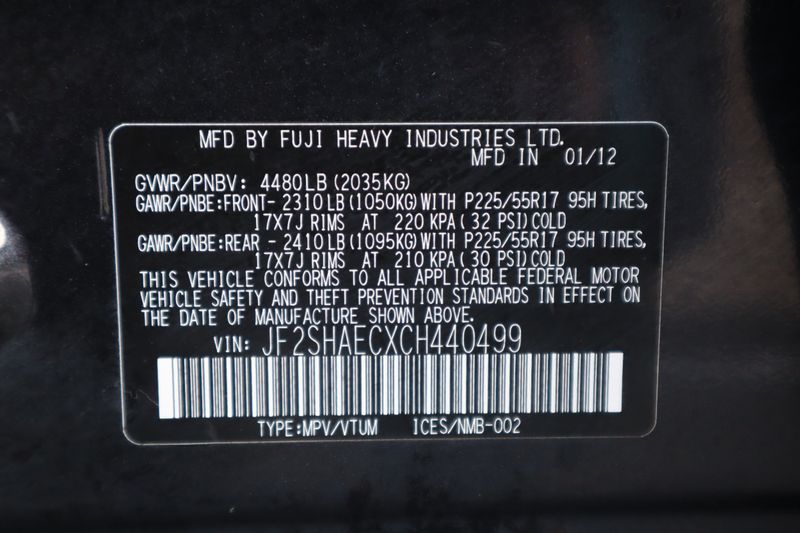 MFD BY FUJI HEAVY INDUSTRIES LTD.
MFD IN 01/12
GVWR/PNBV: 4480LB(2035KG)
GAWR/PNBE:FRONT- 2310LB(1050KG)WITH P225/55R17 95H TIRES,
17X7J RIMS AT 220 KPA(32 PSI)COLD
GAWR/PNBE:REAR - 2410LB(1095KG)WITH P225/55R17 95H TIRES,
17X7J RIMS AT 210 KPA(30 PSI)COLD
THIS VEHICLE CONFORMS TO ALL APPLICABLE FEDERAL MOTOR
VEHICLE SAFETY AND THEFT PREVENTION STANDARDS IN EFFECT ON
THE DATE OF MANUFACTURE SHOWN ABOVE.
VIN: JF2SHAECXCH440499
TYPE:MPV/VTUM ICES/NMB-002